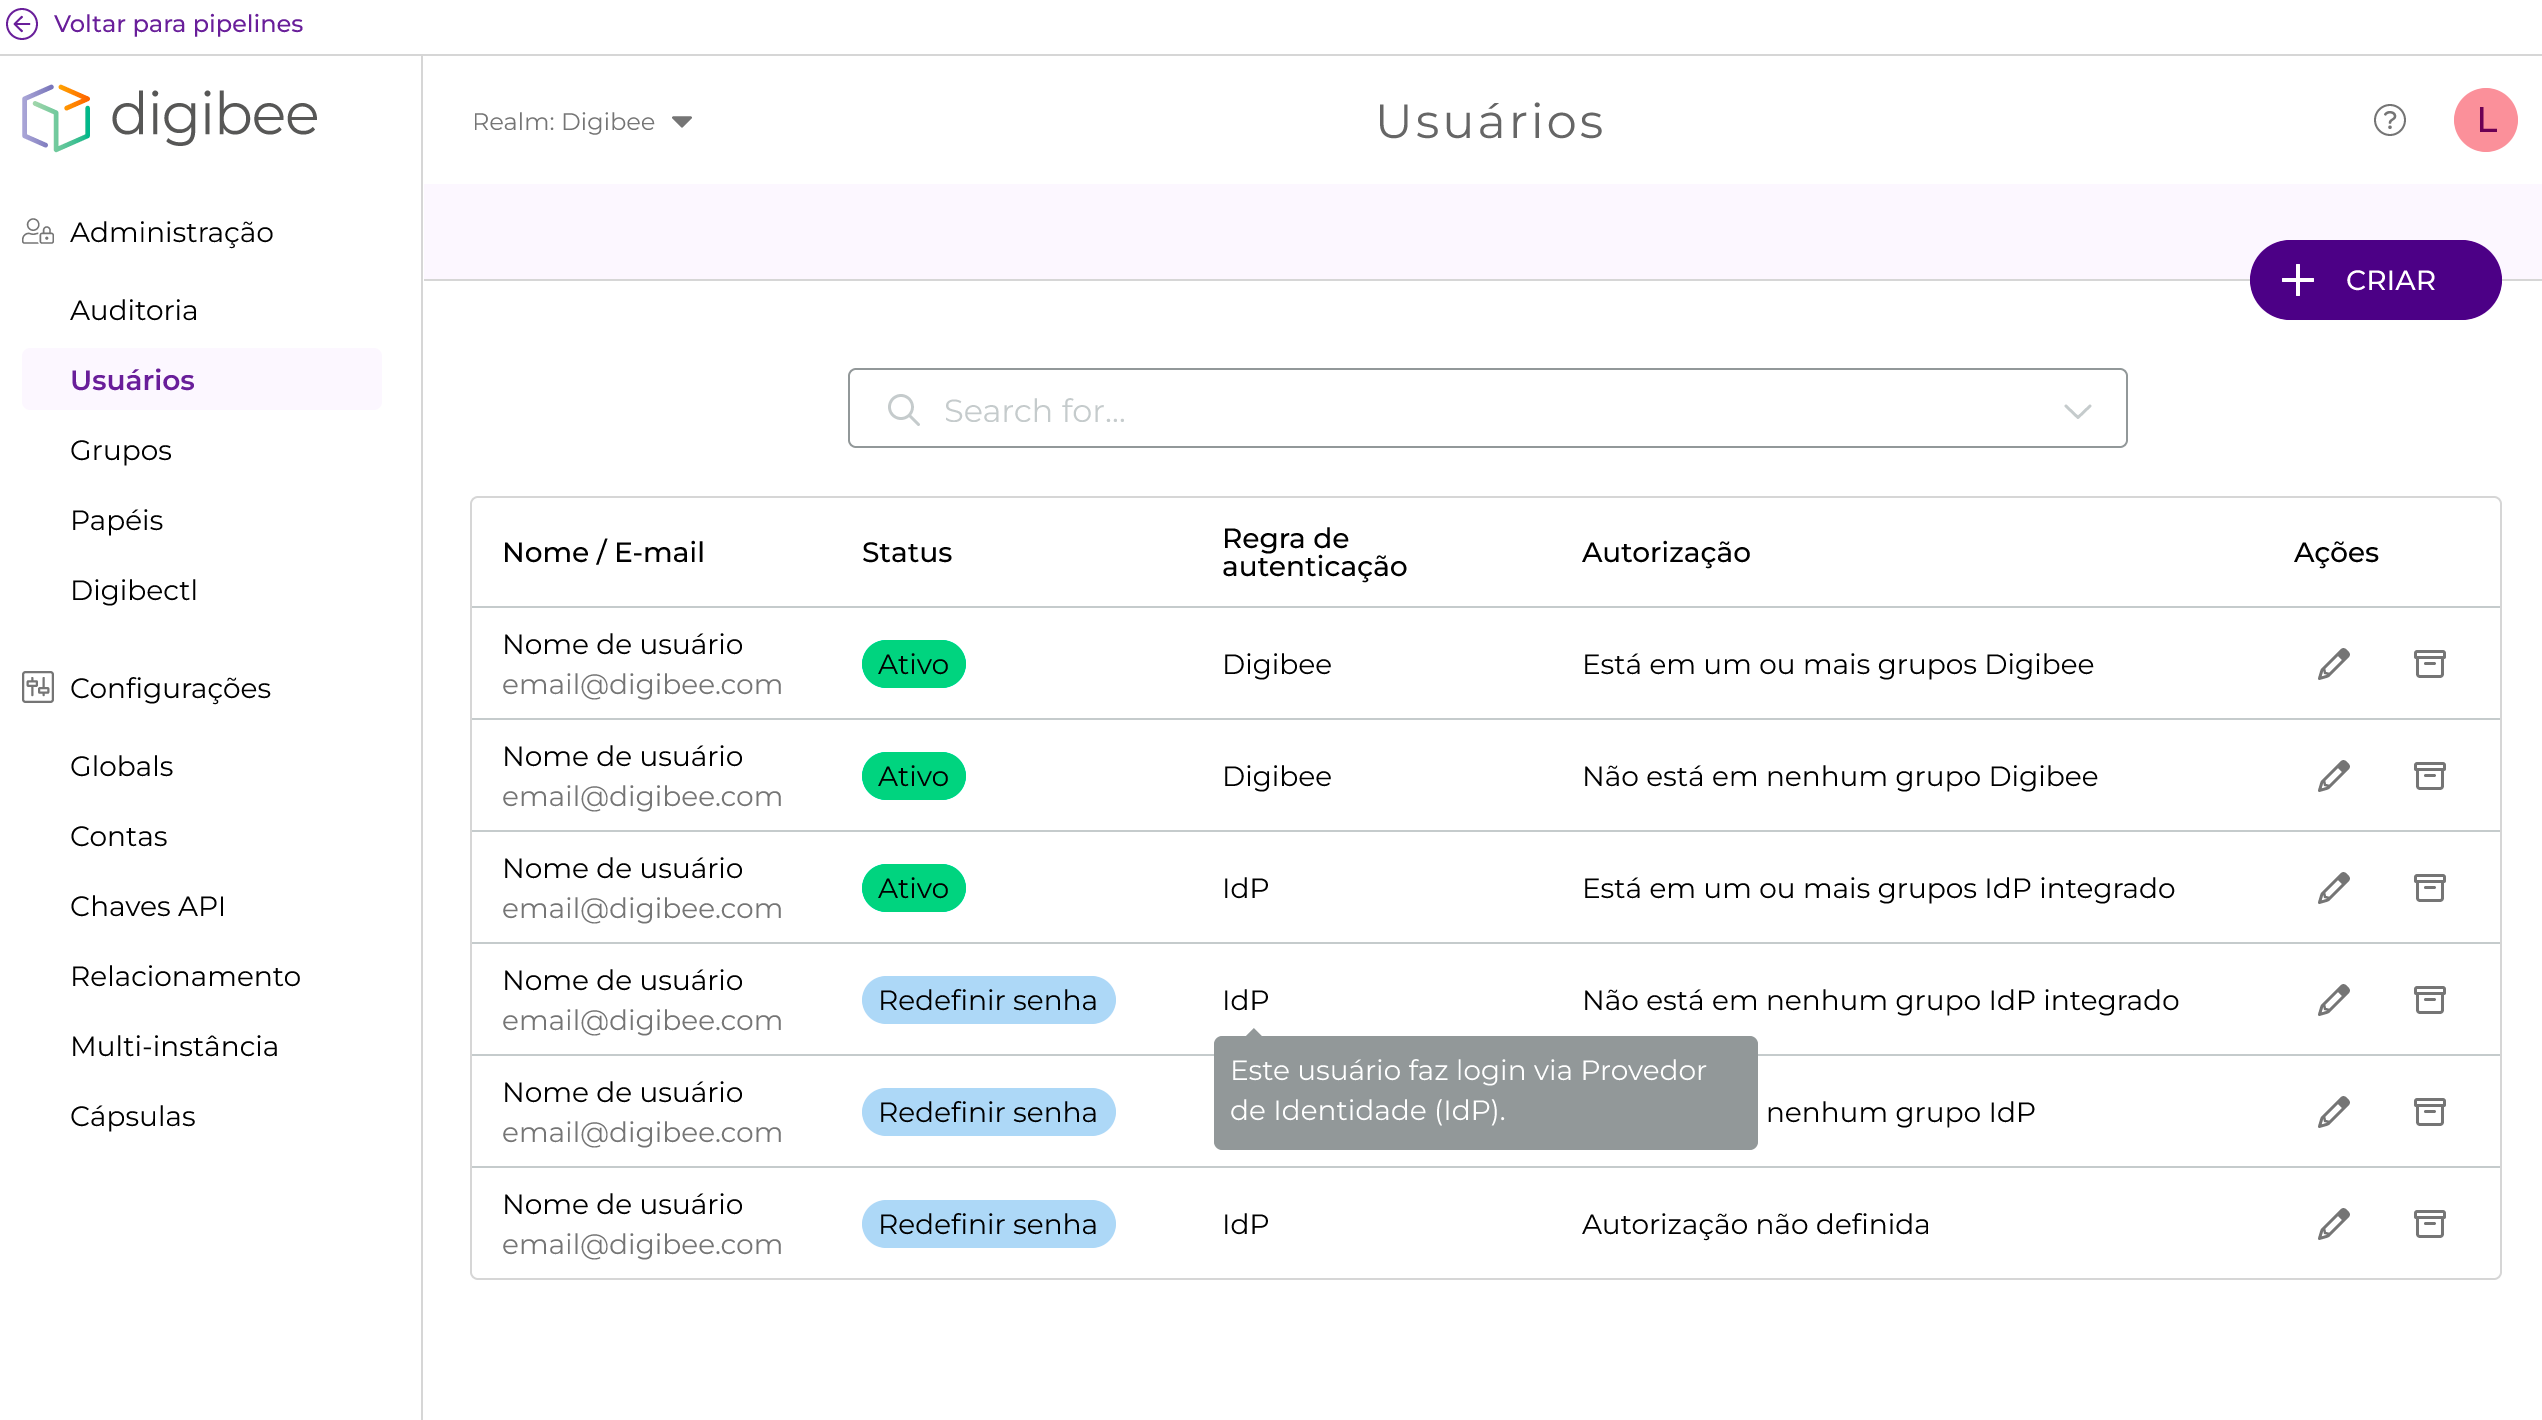 Voltar para pipelines
digibee
Realm: Digibee
Usuários
?
L
Administração
Auditoria
Usuários
Grupos
Papéis
Digibectl
Configurações
Globals
Contas
Chaves API
Relacionamento
Multi-instância
Cápsulas
CRIAR
Search for...
Nome / E-mail
Status
Regra de
autenticação
Autorização
Ações
Nome de usuário
email@digibee.com
Ativo
Digibee
Está em um ou mais grupos Digibee
Nome de usuário
email@digibee.com
Ativo
Digibee
Não está em nenhum grupo Digibee
Nome de usuário
email@digibee.com
Ativo
IdP
Está em um ou mais grupos IdP integrado
Nome de usuário
email@digibee.com
Redefinir senha
IdP
Não está em nenhum grupo IdP integrado
Este usuário faz login via Provedor
de Identidade (IdP).
Nome de usuário
email@digibee.com
Redefinir senha
nenhum grupo IdP
Nome de usuário
email@digibee.com
Redefinir senha
IdP
Autorização não definida